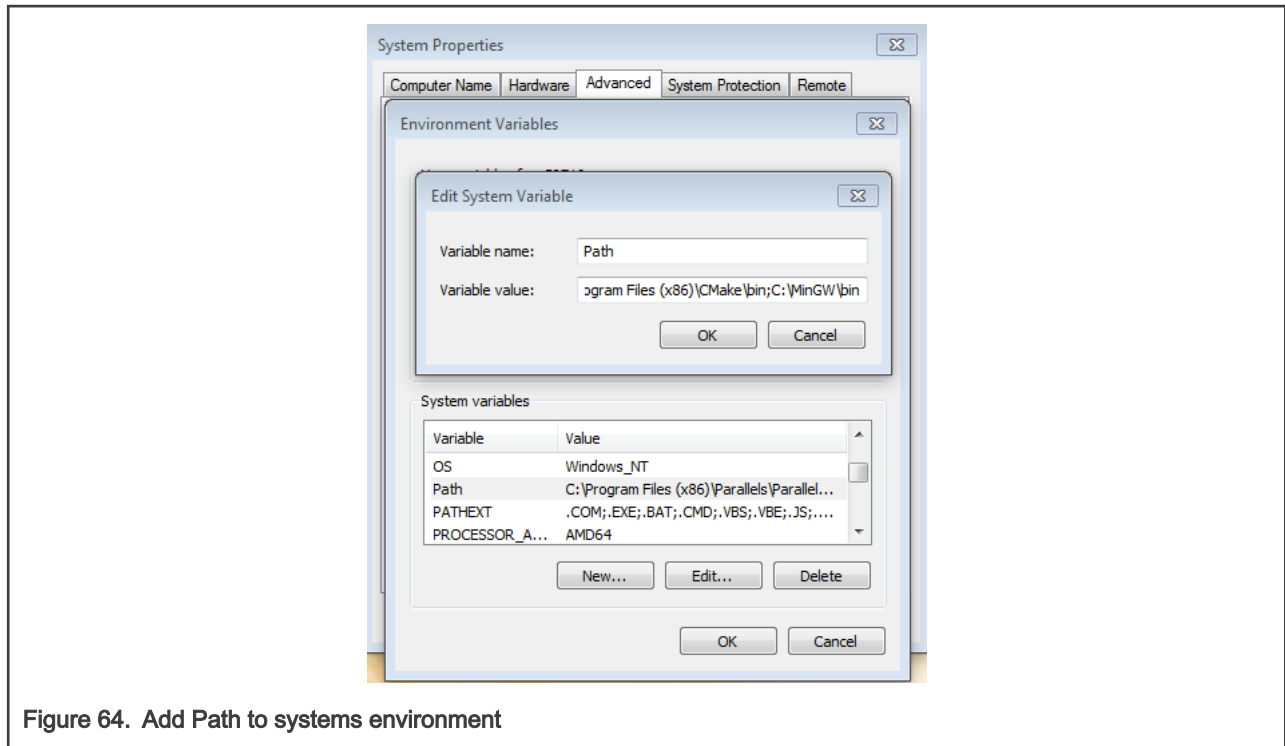 System Properties
Computer Name Hardware Advanced System Protection Remote
Environment Variables
Edit System Variable
Variable name: Path
Variable value: ogram Files (x86)\CMake\bin;C:\MinGW\bin
OK Cancel
System variables
Variable Value
OS Windows_NT
Path C:\Program Files (x86)\Parallels\Parallel...
PATHEXT .COM;.EXE;.BAT;.CMD;.VBS;.VBE;.JS;....
PROCESSOR_A... AMD64
New... Edit... Delete
OK Cancel
Figure 64. Add Path to systems environment